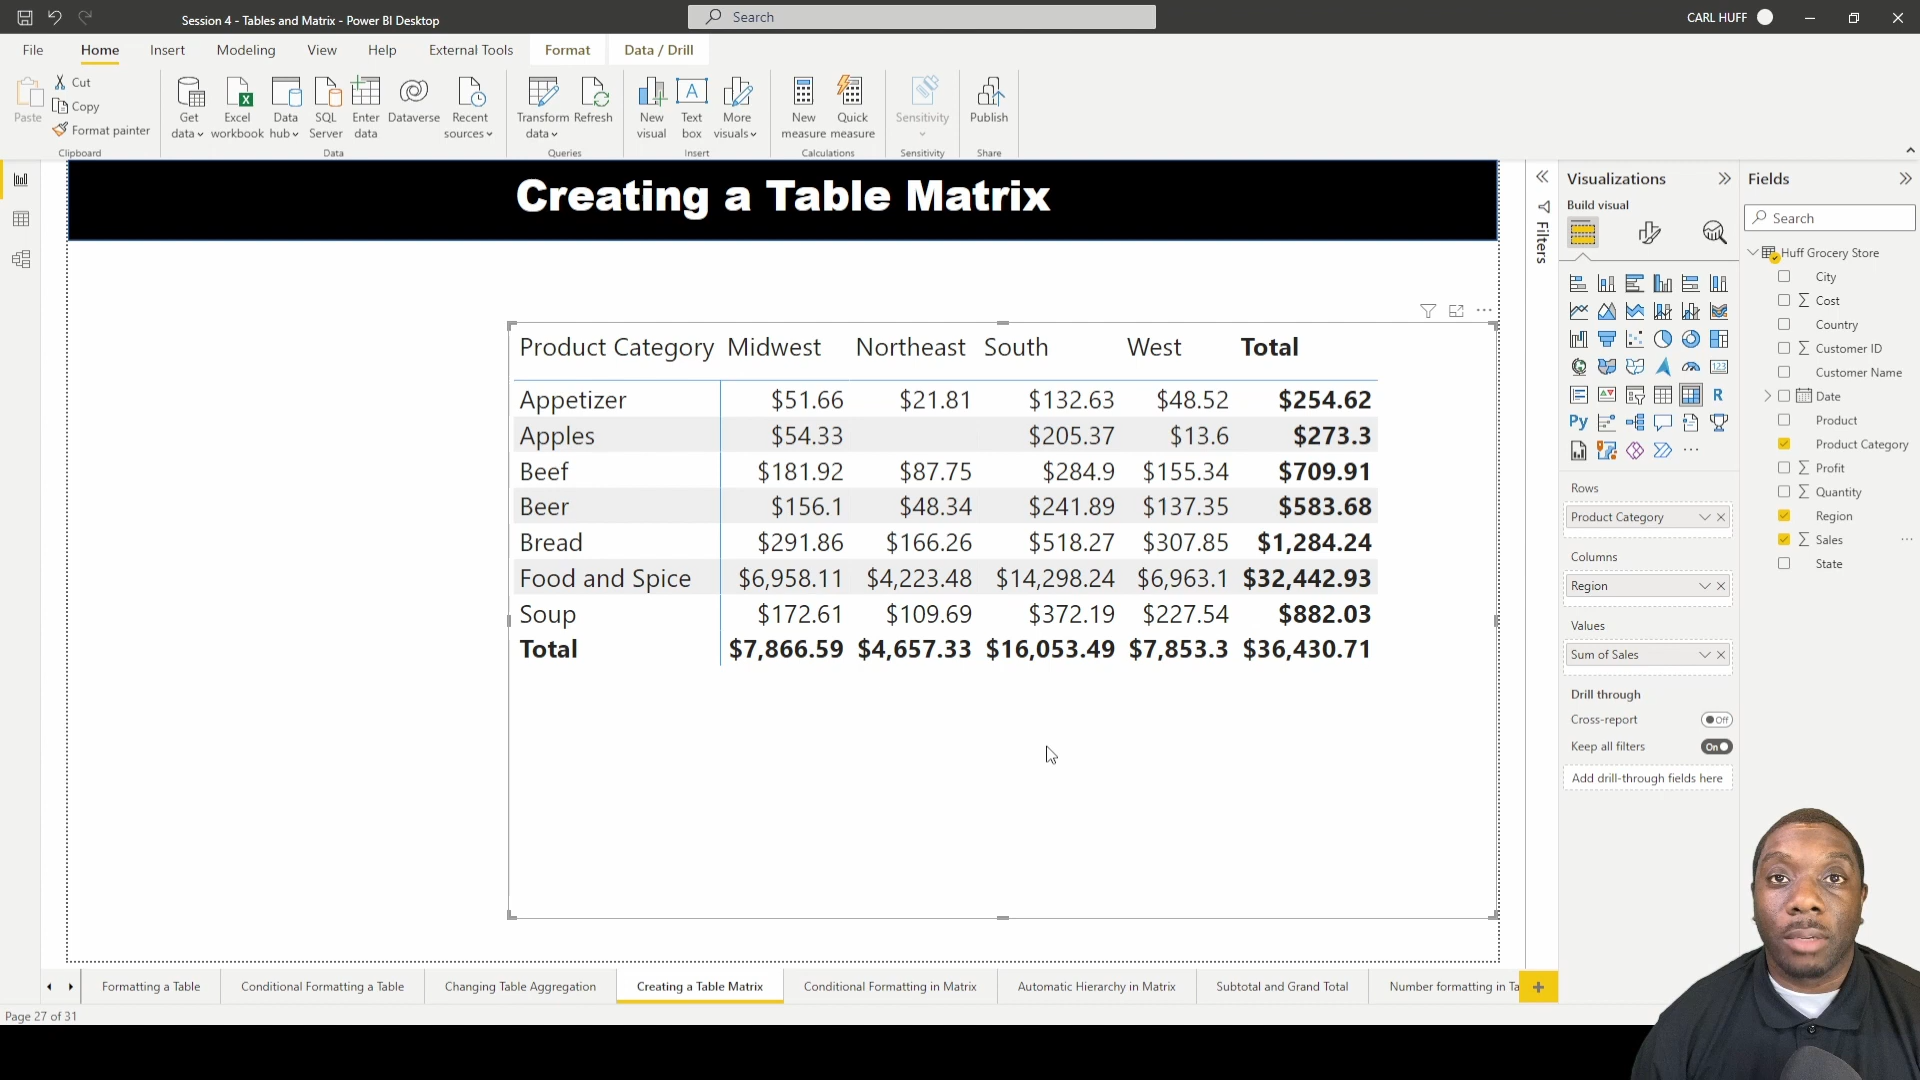 Session 4 - Tables and Matrix - Power BI Desktop
Search
CARL HUFF
File Home Insert Modeling View Help External Tools Format Data / Drill
Paste
Cut
Copy
Format painter
Clipboard
Get data
Excel workbook
Data hub
SQL Server
Enter data
Dataverse
Recent sources
Data
Transform data
Refresh
Queries
New visual
Text box
More visuals
Insert
New measure
Quick measure
Calculations
Sensitivity
Sensitivity
Publish
Share
Creating a Table Matrix
Product Category Midwest Northeast South West Total
Appetizer $51.66 $21.81 $132.63 $48.52 $254.62
Apples $54.33 $205.37 $13.6 $273.3
Beef $181.92 $87.75 $284.9 $155.34 $709.91
Beer $156.1 $48.34 $241.89 $137.35 $583.68
Bread $291.86 $166.26 $518.27 $307.85 $1,284.24
Food and Spice $6,958.11 $4,223.48 $14,298.24 $6,963.1 $32,442.93
Soup $172.61 $109.69 $372.19 $227.54 $882.03
Total $7,866.59 $4,657.33 $16,053.49 $7,853.3 $36,430.71
Filters
Visualizations
Build visual
123
R
Py
Rows
Product Category
Columns
Region
Values
Sum of Sales
Drill through
Cross-report Off
Keep all filters On
Add drill-through fields here
Fields
Search
Huff Grocery Store
City
Cost
Country
Customer ID
Customer Name
Date
Product
Product Category
Profit
Quantity
Region
Sales
State
Formatting a Table Conditional Formatting a Table Changing Table Aggregation Creating a Table Matrix Conditional Formatting in Matrix Automatic Hierarchy in Matrix Subtotal and Grand Total Number formatting in Ta
Page 27 of 31